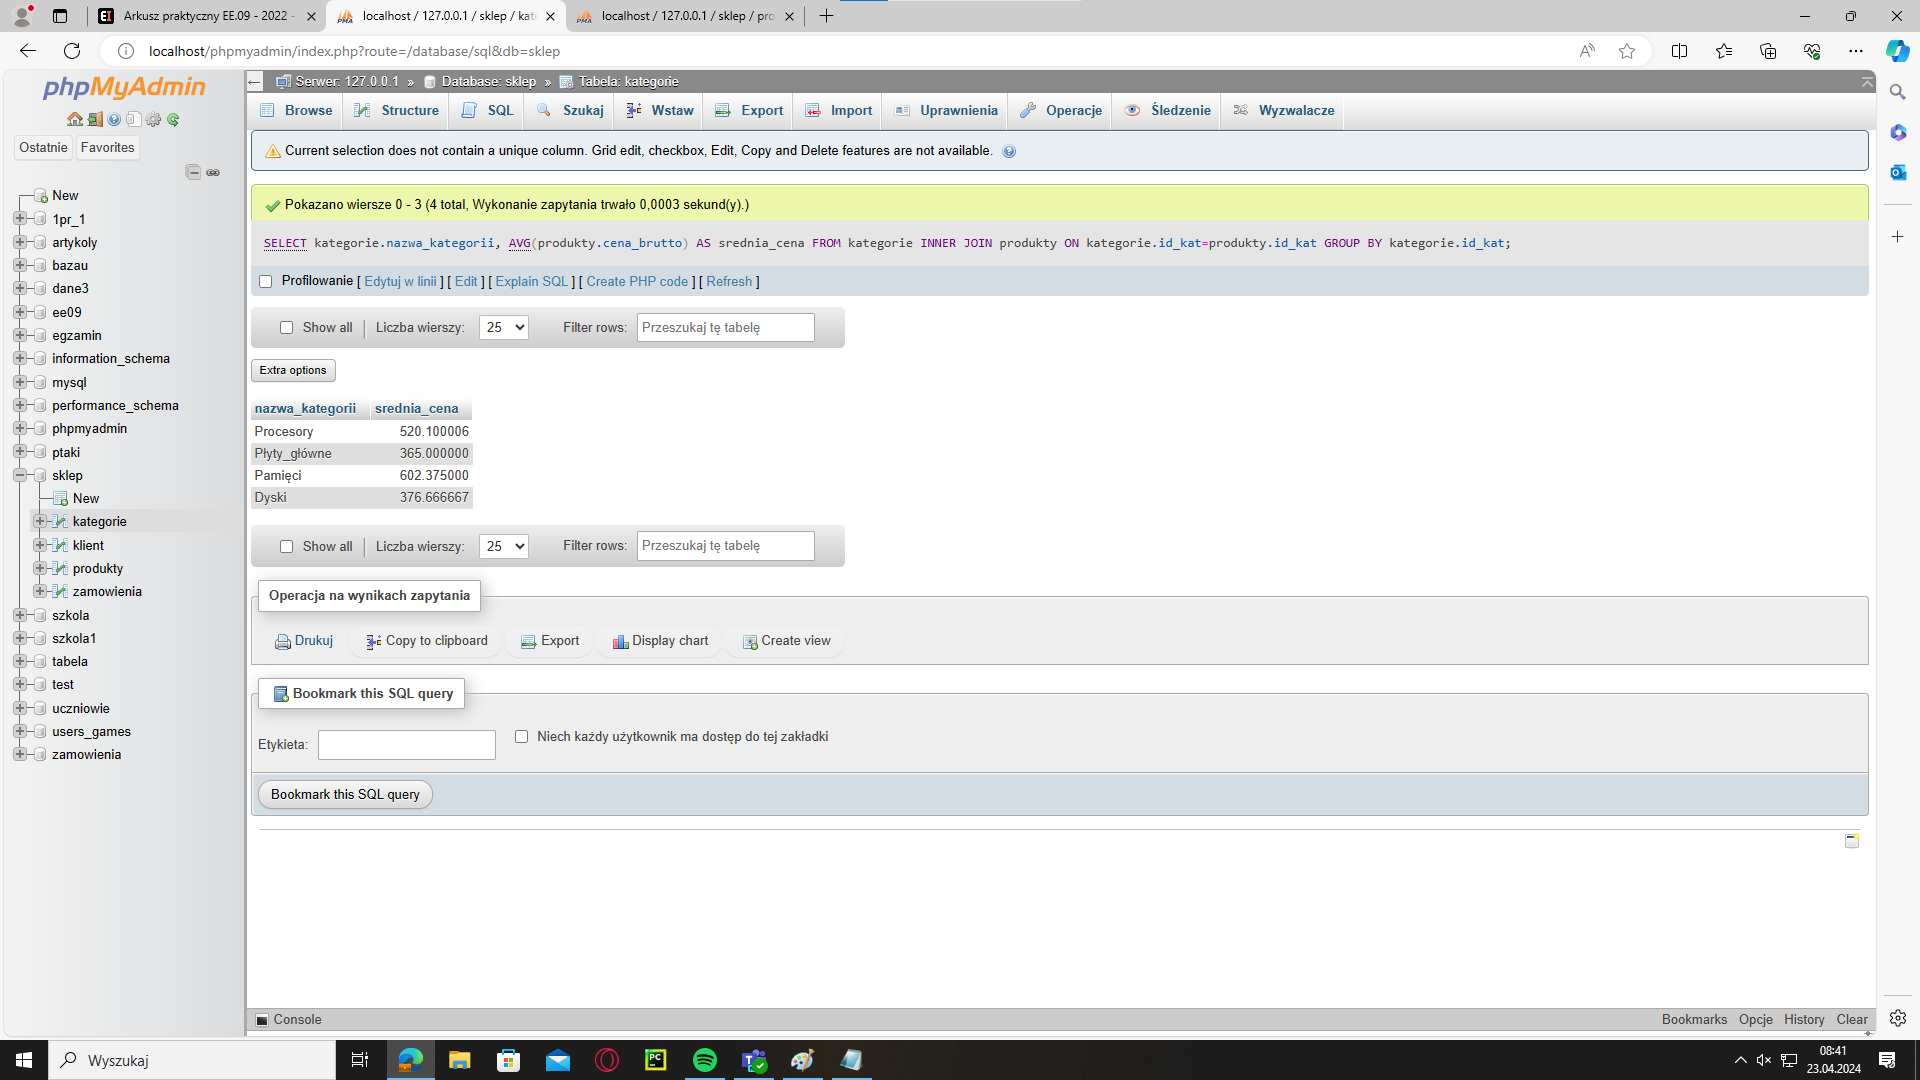 Arkusz praktyczny EE.09 - 2022 -
localhost / 127.0.0.1 / sklep / kate
localhost / 127.0.0.1 / sklep / pro
localhost/phpmyadmin/index.php?route=/database/sql&db=sklep
phpMyAdmin
Ostatnie Favorites
New
1pr_1
artykoly
bazau
dane3
ee09
egzamin
information_schema
mysql
performance_schema
phpmyadmin
ptaki
sklep
New
kategorie
klient
produkty
zamowienia
szkola
szkola1
tabela
test
uczniowie
users_games
zamowienia
Serwer: 127.0.0.1 » Database: sklep » Tabela: kategorie
Browse Structure SQL Szukaj Wstaw Export Import Uprawnienia Operacje Śledzenie Wyzwalacze
Current selection does not contain a unique column. Grid edit, checkbox, Edit, Copy and Delete features are not available.
Pokazano wiersze 0 - 3 (4 total, Wykonanie zapytania trwało 0,0003 sekund(y).)
SELECT kategorie.nazwa_kategorii, AVG(produkty.cena_brutto) AS srednia_cena FROM kategorie INNER JOIN produkty ON kategorie.id_kat=produkty.id_kat GROUP BY kategorie.id_kat;
Profilowanie [ Edytuj w linii ] [ Edit ] [ Explain SQL ] [ Create PHP code ] [ Refresh ]
Show all Liczba wierszy: 25 Filter rows: Przeszukaj tę tabelę
Extra options
nazwa_kategorii srednia_cena
Procesory 520.100006
Płyty_główne 365.000000
Pamięci 602.375000
Dyski 376.666667
Show all Liczba wierszy: 25 Filter rows: Przeszukaj tę tabelę
Operacja na wynikach zapytania
Drukuj Copy to clipboard Export Display chart Create view
Bookmark this SQL query
Etykieta: Niech każdy użytkownik ma dostęp do tej zakładki
Bookmark this SQL query
Console Bookmarks Opcje History Clear
Wyszukaj
08:41
23.04.2024